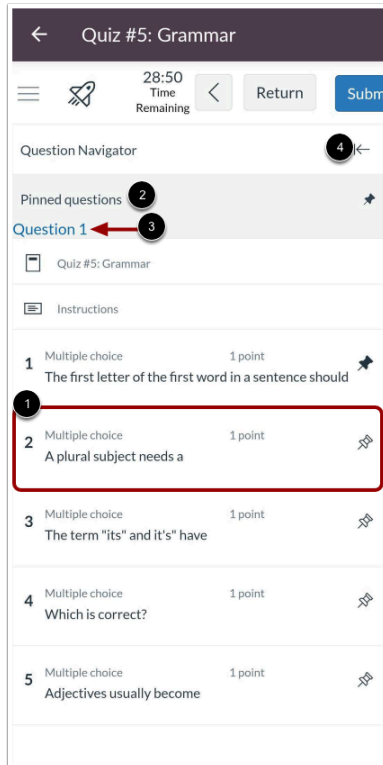 Quiz #5: Grammar
28:50
Time
Remaining
Return
Subm
Question Navigator
4
Pinned questions
2
Question 1
3
Quiz #5: Grammar
Instructions
1
Multiple choice
1 point
The first letter of the first word in a sentence should
1
2
Multiple choice
1 point
A plural subject needs a
3
Multiple choice
1 point
The term "its" and it's" have
4
Multiple choice
1 point
Which is correct?
5
Multiple choice
1 point
Adjectives usually become